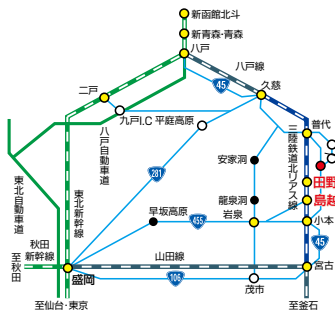 新函館北斗
新青森・青森
八戸
八戸線
45
久慈
二戸
九戸I.C 平庭高原
普代
八戸自動車道
三陸鉄道北リアス線
安家洞
田野
281
東北自動車道
東北新幹線
龍泉洞
島越
早坂高原
455
岩泉
小本
秋田新幹線
至秋田
山田線
45
盛岡
106
宮古
茂市
至仙台・東京
至釜石